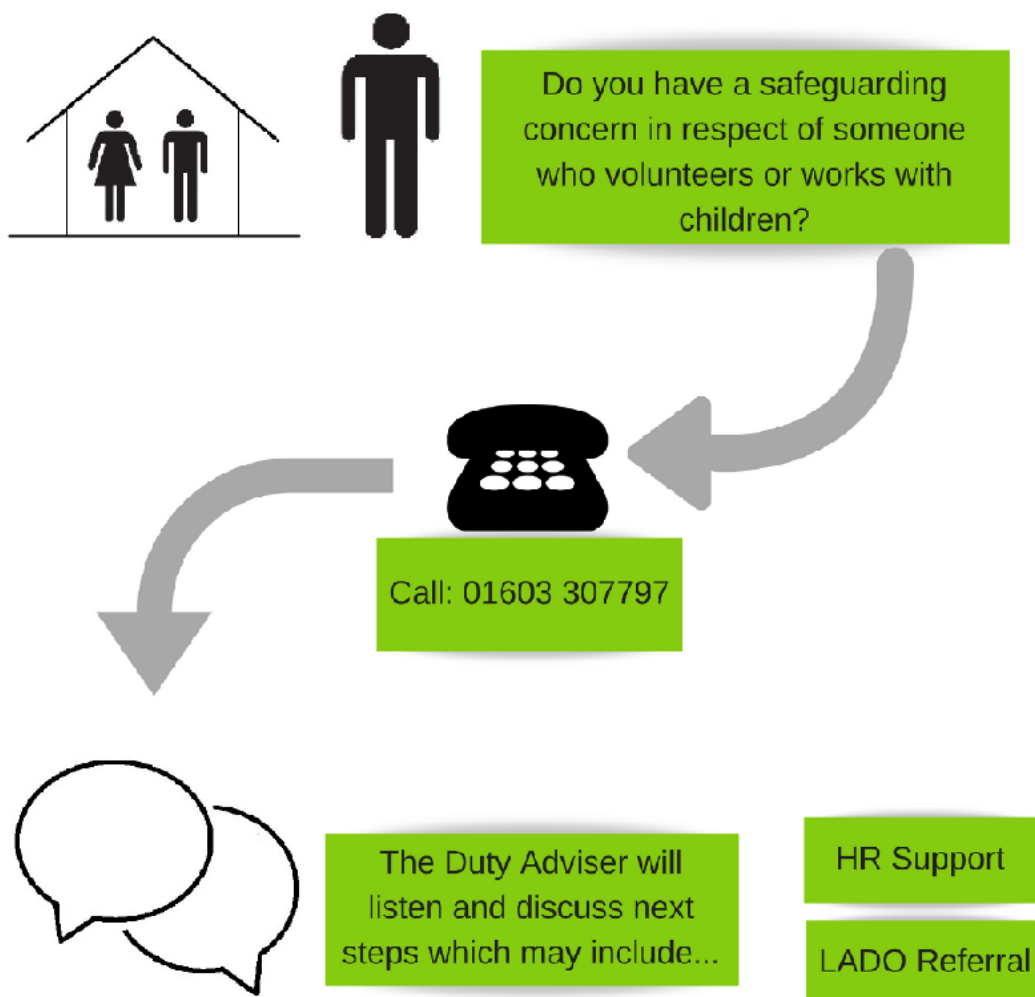 Do you have a safeguarding
concern in respect of someone
who volunteers or works with
children?
Call: 01603 307797
The Duty Adviser will
listen and discuss next
steps which may include...
HR Support
LADO Referral